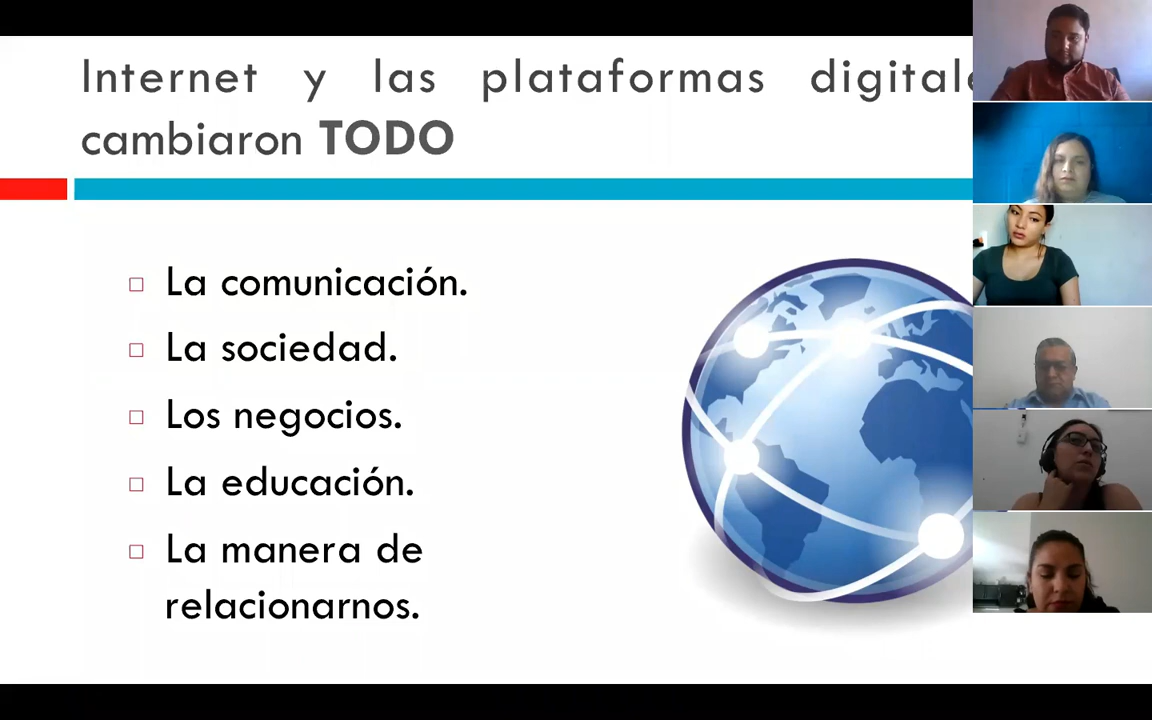 Internet y las plataformas digitale
cambiaron TODO
La comunicación.
La sociedad.
Los negocios.
La educación.
La manera de
relacionarnos.